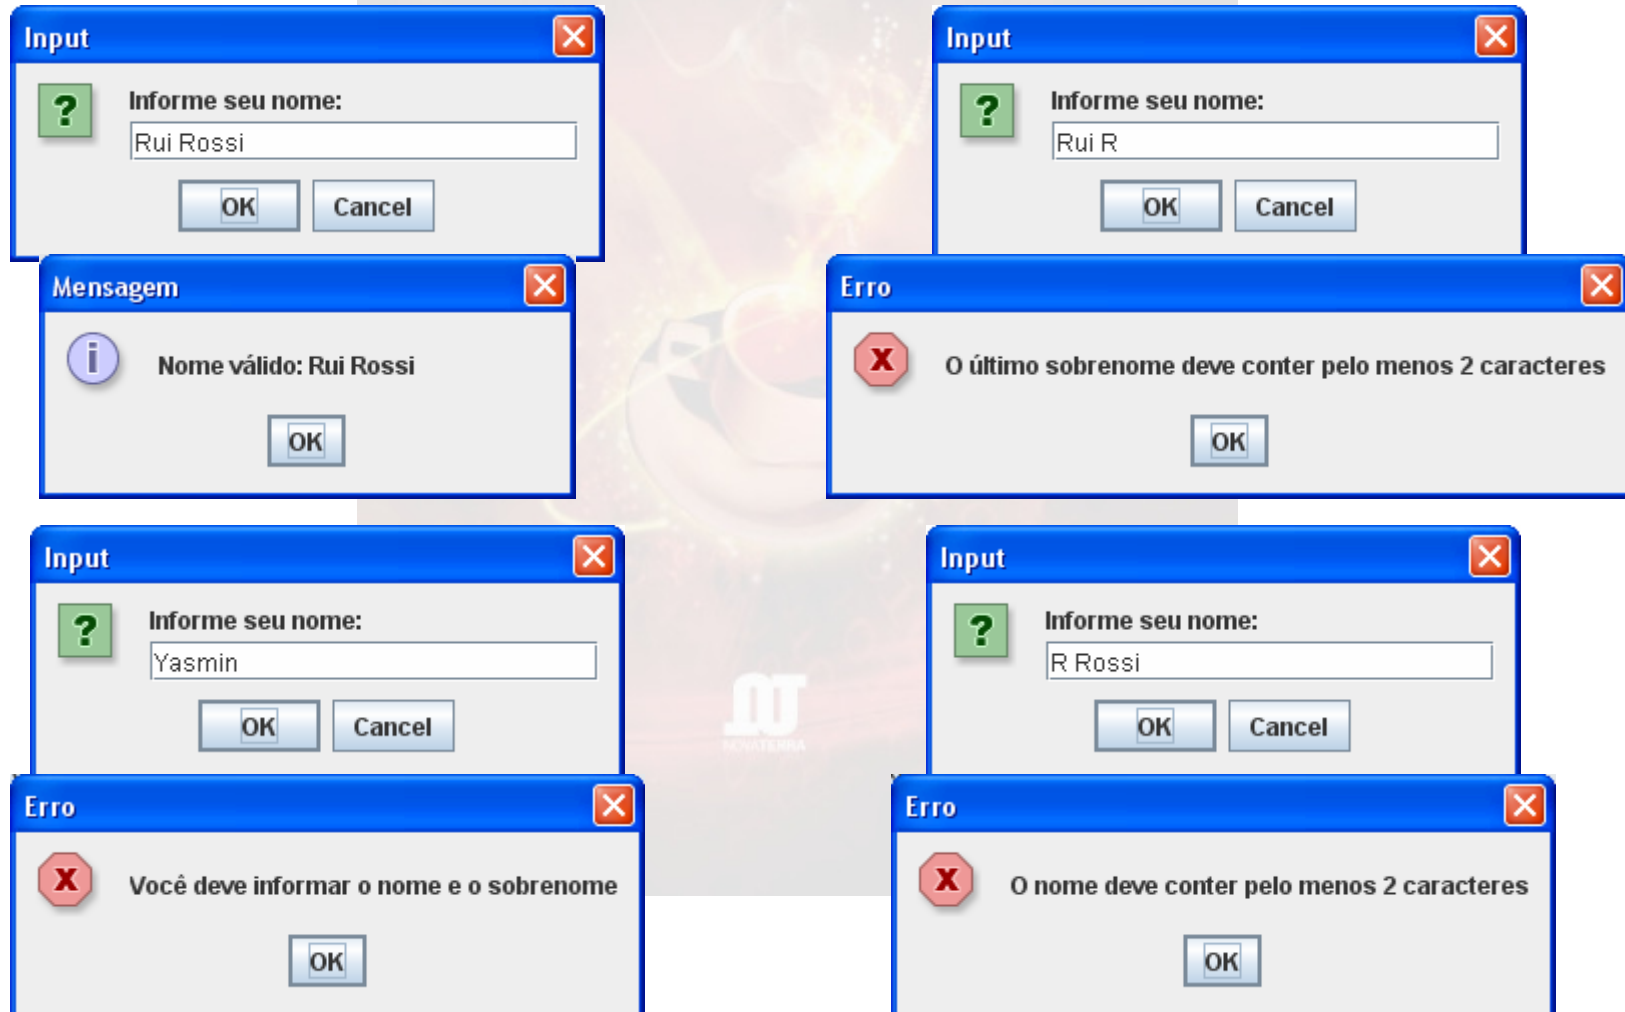 Input
Informe seu nome:
Rui Rossi
OK Cancel
Mensagem
Nome válido: Rui Rossi
OK
Input
Informe seu nome:
Rui R
OK Cancel
Erro
O último sobrenome deve conter pelo menos 2 caracteres
OK
Input
Informe seu nome:
Yasmin
OK Cancel
Erro
Você deve informar o nome e o sobrenome
OK
Input
Informe seu nome:
R Rossi
OK Cancel
Erro
O nome deve conter pelo menos 2 caracteres
OK
NOVATERRA